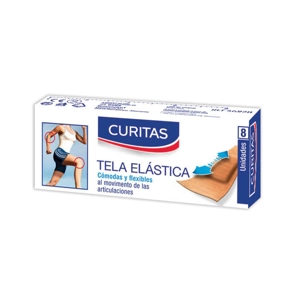 CURITAS
TELA ELÁSTICA
Cómodas y flexibles
al movimiento de las
articulaciones
8
Unidades